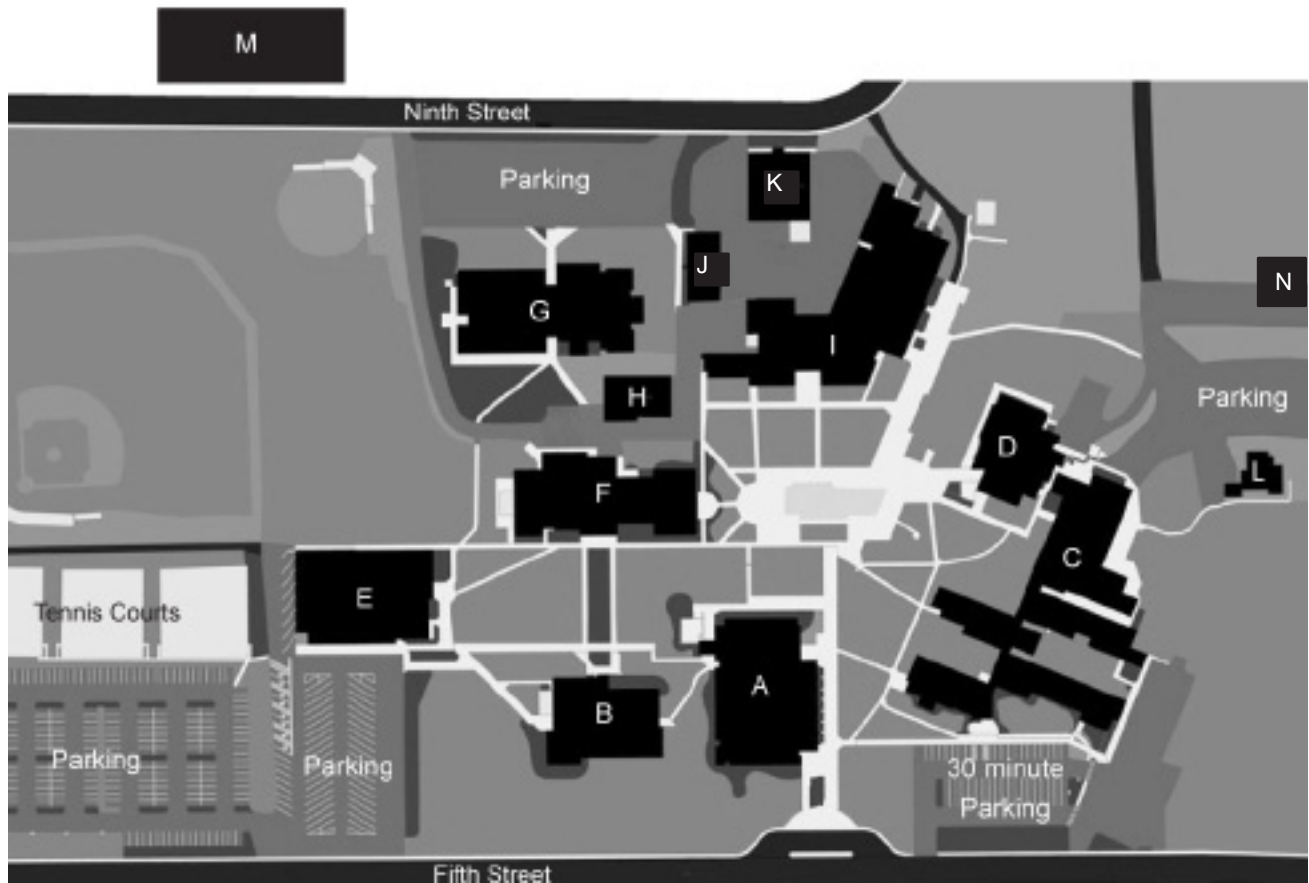 M
Ninth Street
Parking
K
J
N
G
I
H
Parking
D
L
F
C
E
Tennis Courts
A
B
Parking
Parking
30 minute
Parking
Fifth Street